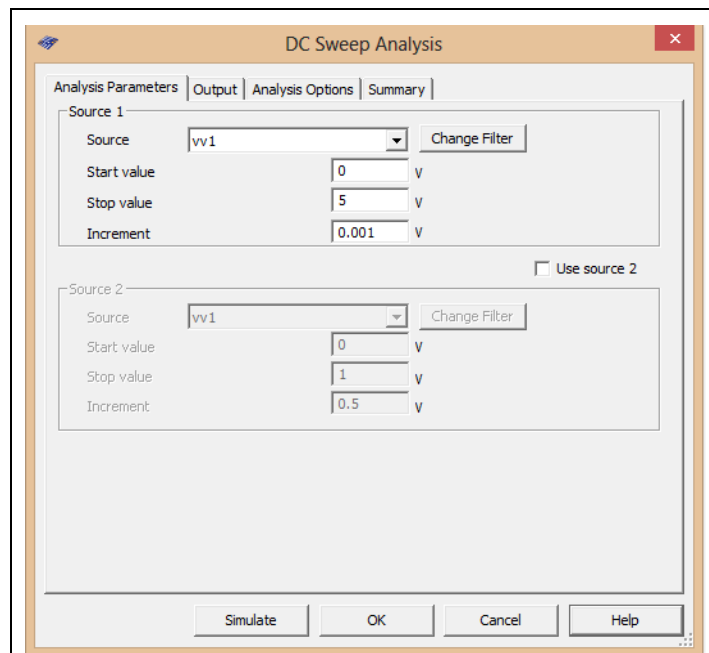 DC Sweep Analysis
Analysis Parameters Output Analysis Options Summary
Source 1
Source vv1 Change Filter
Start value 0 V
Stop value 5 V
Increment 0.001 V
Use source 2
Source 2
Source vv1 Change Filter
Start value 0 V
Stop value 1 V
Increment 0.5 V
Simulate OK Cancel Help